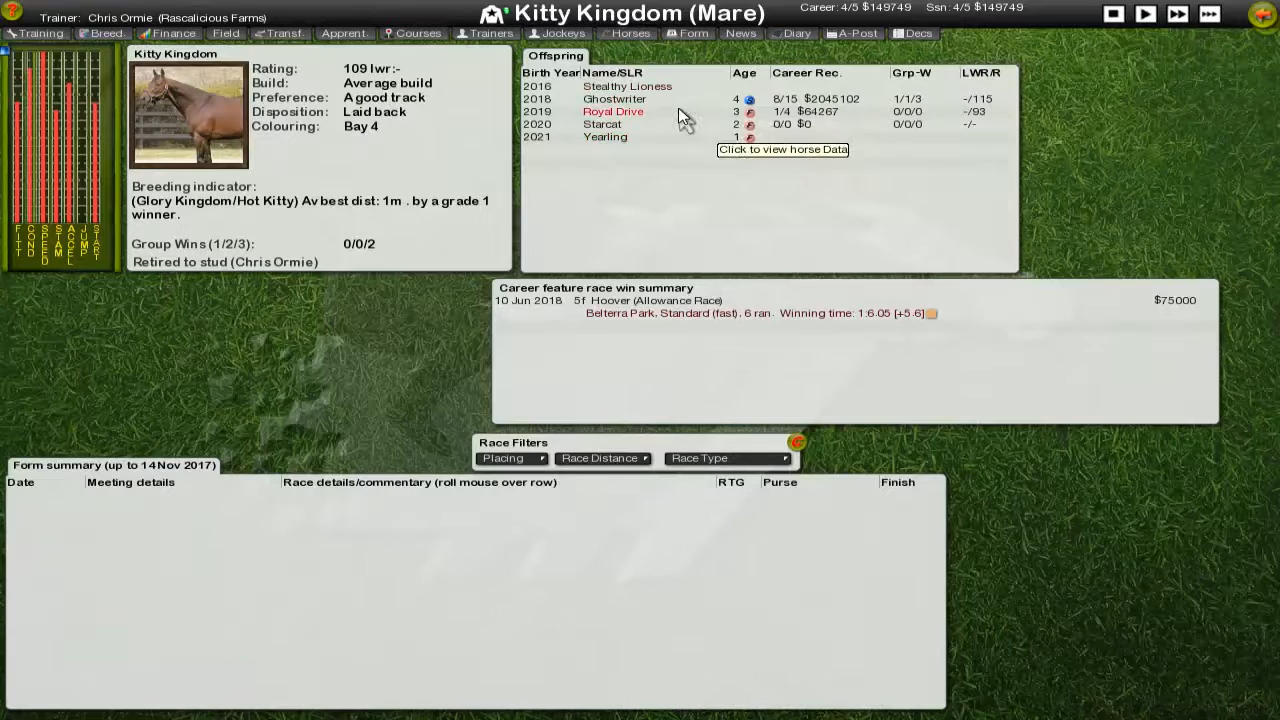 Trainer: Chris Ormie (Rascalicious Farms)
Kitty Kingdom (Mare)
Career: 4/5 $149749 Ssn: 4/5 $149749
Training Breed. Finance Field Transf. Apprent. Courses Trainers Jockeys Horses Form News Diary A-Post Decs
FITT COND SPEED STAM ACCEL JUMP START
Kitty Kingdom
Rating: 109 lwr:-
Build: Average build
Preference: A good track
Disposition: Laid back
Colouring: Bay 4
Breeding indicator:
(Glory Kingdom/Hot Kitty) Av best dist: 1m . by a grade 1
winner.
Group Wins (1/2/3): 0/0/2
Retired to stud (Chris Ormie)
Offspring
Birth Year Name/SLR Age Career Rec. Grp-W LWR/R
2016 Stealthy Lioness
2018 Ghostwriter 4 8/15 $2045102 1/1/3 -/115
2019 Royal Drive 3 F 1/4 $64267 0/0/0 -/93
2020 Starcat 2 F 0/0 $0 0/0/0 -/-
2021 Yearling 1 F
Click to view horse Data
Career feature race win summary
10 Jun 2018 5f Hoover (Allowance Race) $75000
Belterra Park, Standard (fast), 6 ran. Winning time: 1:6.05 [+5.6]
Race Filters
Placing Race Distance Race Type
Form summary (up to 14 Nov 2017)
Date Meeting details Race details/commentary (roll mouse over row) RTG Purse Finish